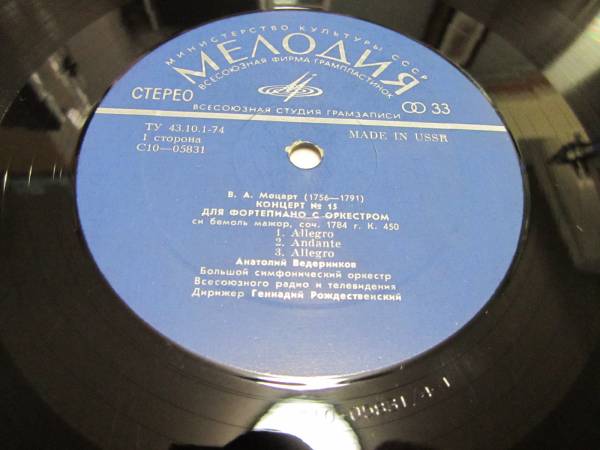 МИНИСТЕРСТВО КУЛЬТУРЫ СССР
МЕЛОДИЯ
ВСЕСОЮЗНАЯ ФИРМА ГРАМПЛАСТИНОК
СТЕРЕО
33
ВСЕСОЮЗНАЯ СТУДИЯ ГРАМЗАПИСИ
ТУ 43.10.1-74
MADE IN USSR
1 сторона
С10—05831
В. А. Моцарт (1756—1791)
КОНЦЕРТ № 15
ДЛЯ ФОРТЕПИАНО С ОРКЕСТРОМ
си бемоль мажор, соч. 1784 г. К. 450
1. Allegro
2. Andante
3. Allegro
Анатолий Ведерников
Большой симфонический оркестр
Всесоюзного радио и телевидения
Дирижер Геннадий Рождественский